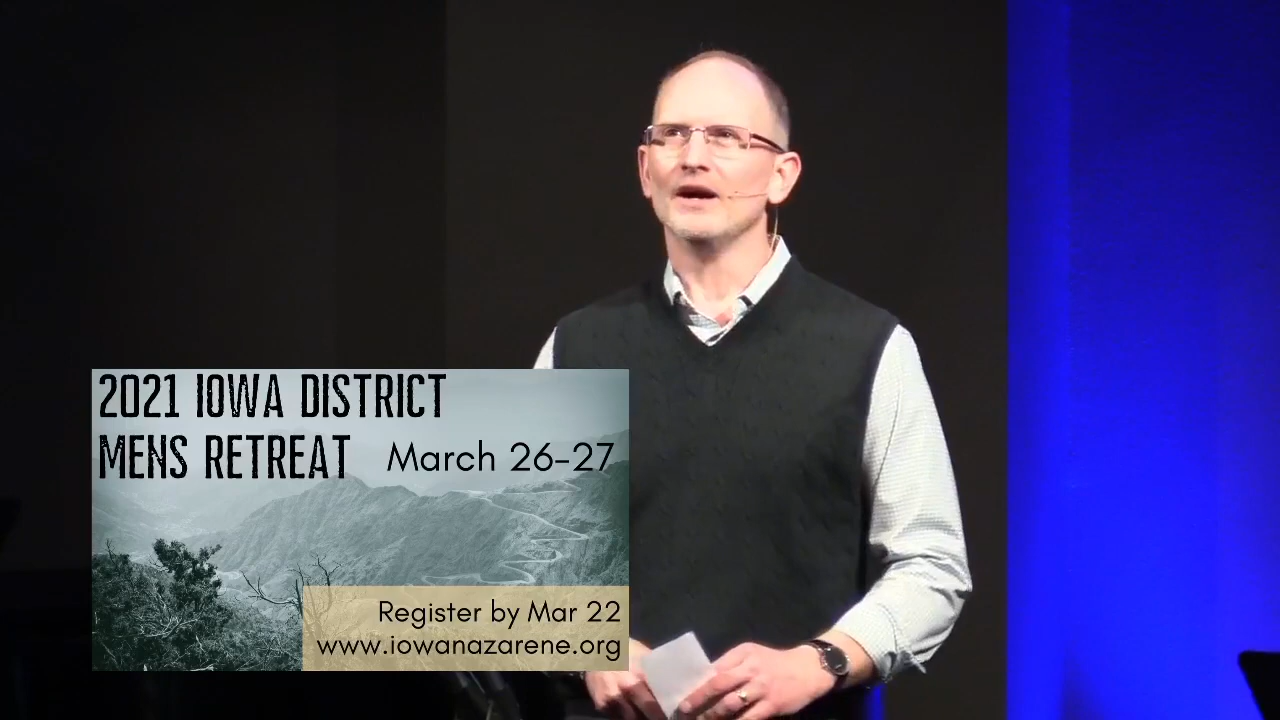 2021 IOWA DISTRICT
MENS RETREAT March 26-27
Register by Mar 22
www.iowanazarene.org